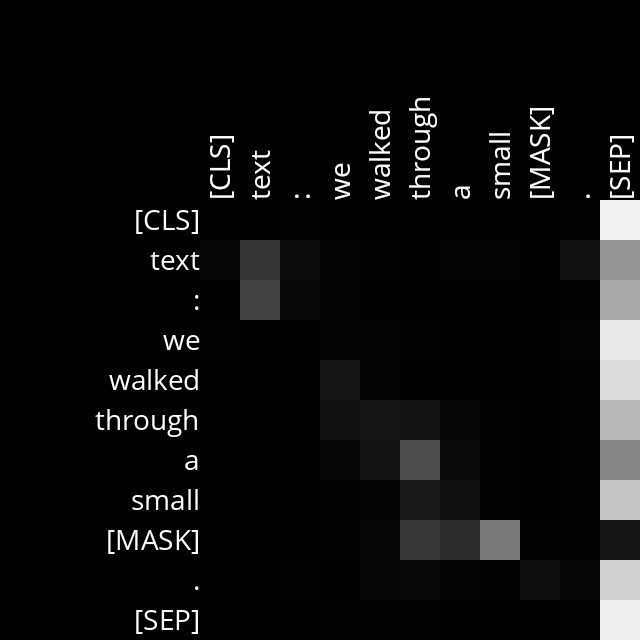 [CLS]
text
:
we
walked
through
a
small
[MASK]
.
[SEP]
[CLS]
text
:
we
walked
through
a
small
[MASK]
.
[SEP]